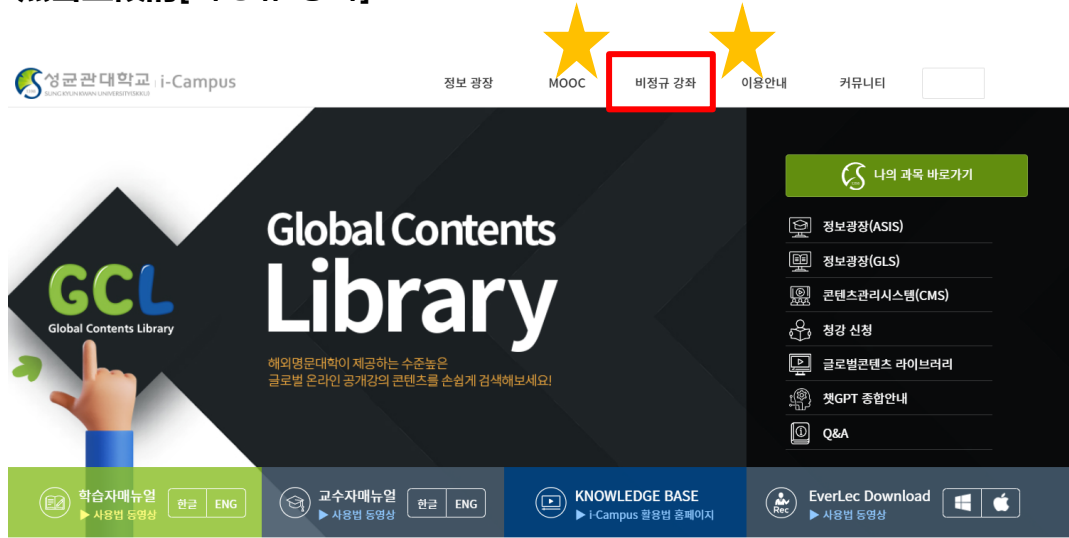 성균관대학교 i-Campus
SUNG KYUN KWAN UNIVERSITY(SKKU)
정보 광장
MOOC
비정규 강좌
이용안내
커뮤니티
나의 과목 바로가기
정보광장(ASIS)
정보광장(GLS)
콘텐츠관리시스템(CMS)
청강 신청
글로벌콘텐츠 라이브러리
챗GPT 종합안내
Q&A
GCL
Global Contents Library
Global Contents
Library
해외명문대학이 제공하는 수준높은
글로벌 온라인 공개강의 콘텐츠를 손쉽게 검색해보세요!
학습자매뉴얼
▶ 사용법 동영상
한글 ENG
교수자매뉴얼
▶ 사용법 동영상
한글 ENG
KNOWLEDGE BASE
▶ i-Campus 활용법 홈페이지
Rec
EverLec Download
▶ 사용법 동영상